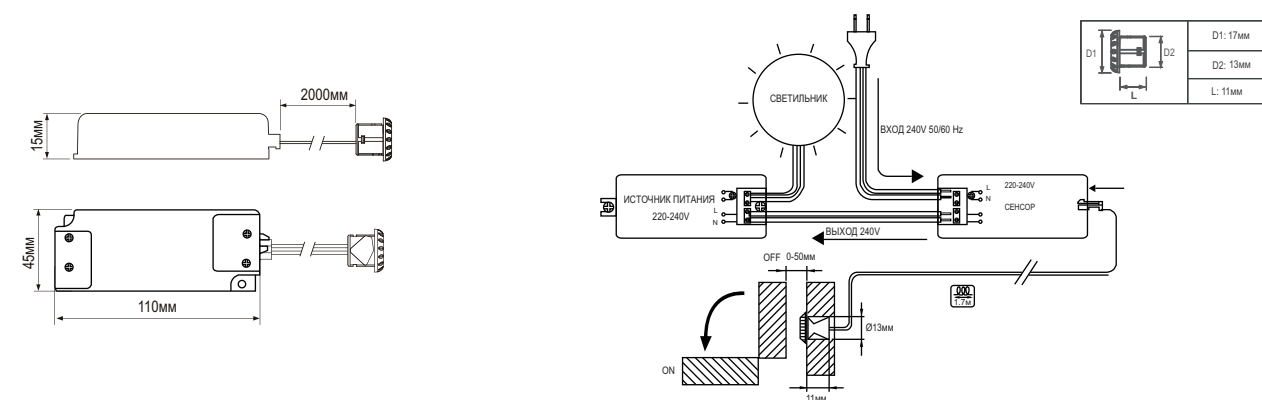 2000мм
15мм
45мм
110мм
СВЕТИЛЬНИК
ВХОД 240V 50/60 Hz
ИСТОЧНИК ПИТАНИЯ
220-240V
L
N
L
N
220-240V
СЕНСОР
ВЫХОД 240V
OFF 0-50мм
1.7м
Ø13мм
ON
11мм
D1
D2
L
D1: 17мм
D2: 13мм
L: 11мм